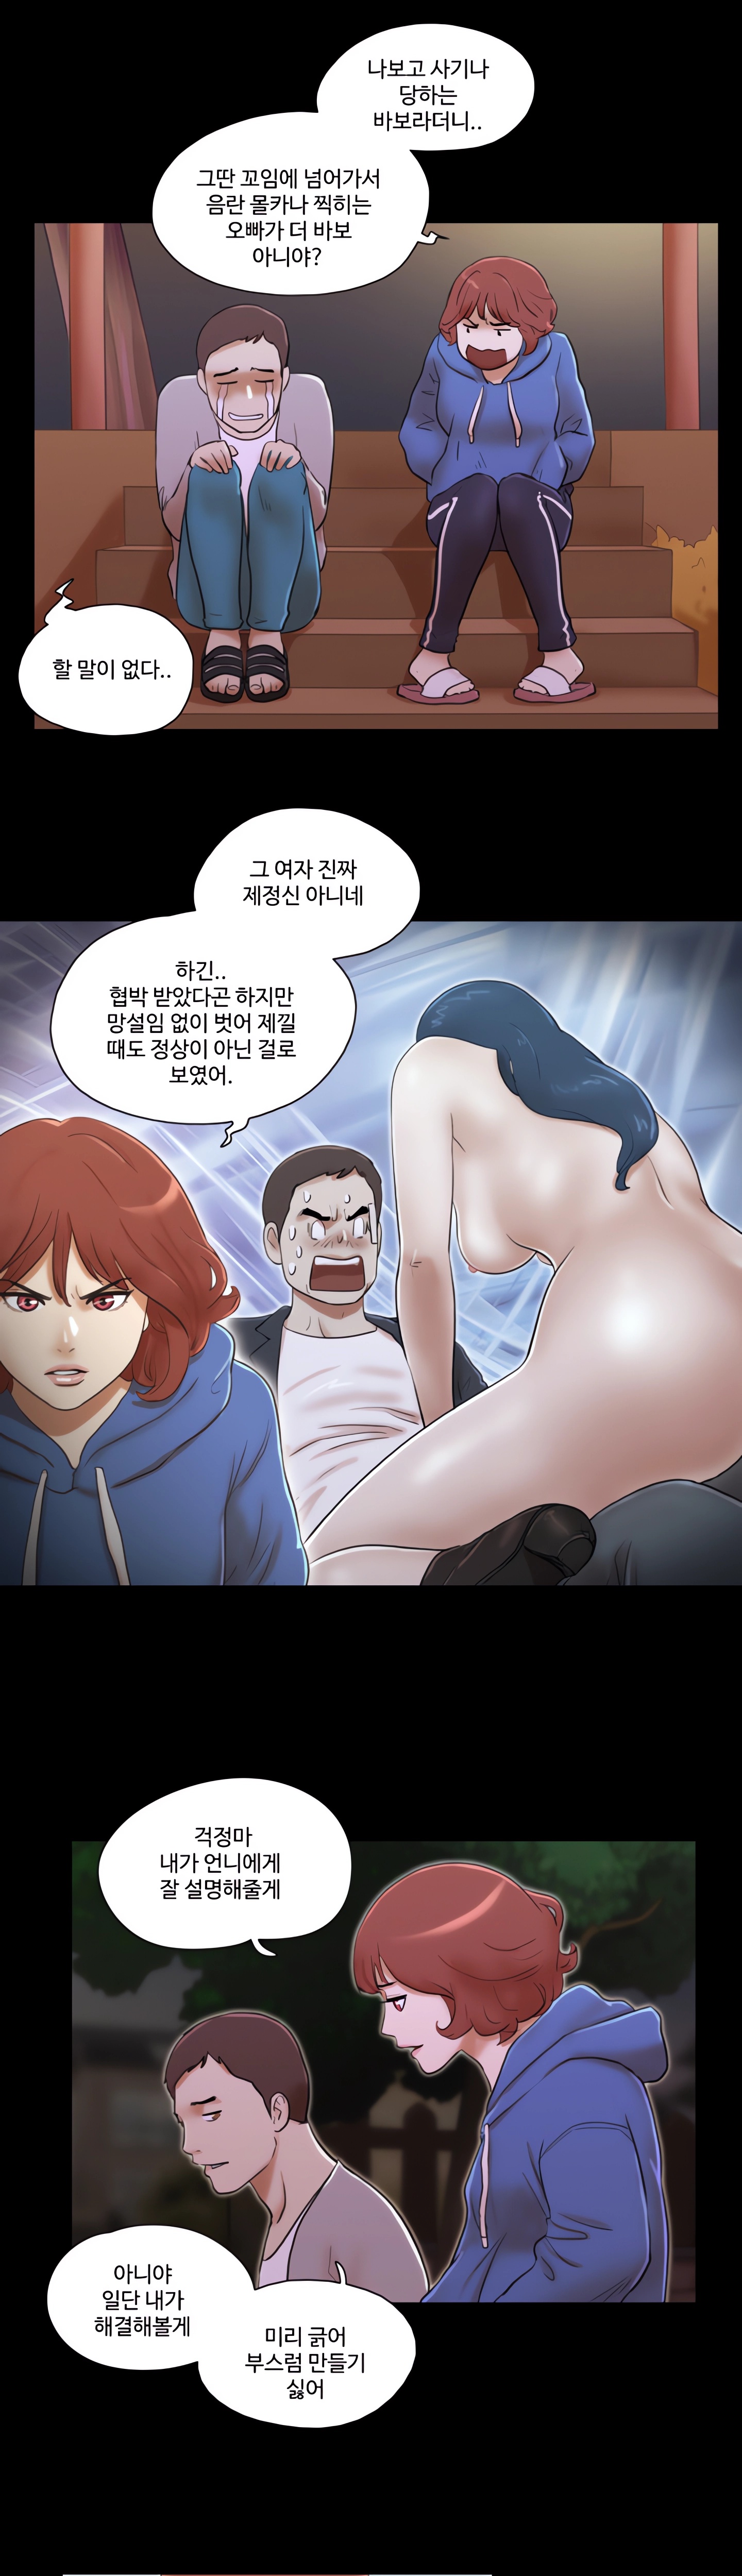 나보고 사기나
당하는
바보라더니..
그딴 꼬임에 넘어가서
음란 몰카나 찍히는
오빠가 더 바보
아니야?
할 말이 없다..
그 여자 진짜
제정신 아니네
하긴..
협박 받았다곤 하지만
망설임 없이 벗어 제낄
때도 정상이 아닌 걸로
보였어.
걱정마
내가 언니에게
잘 설명해줄게
아니야
일단 내가
해결해볼게
미리 긁어
부스럼 만들기
싫어